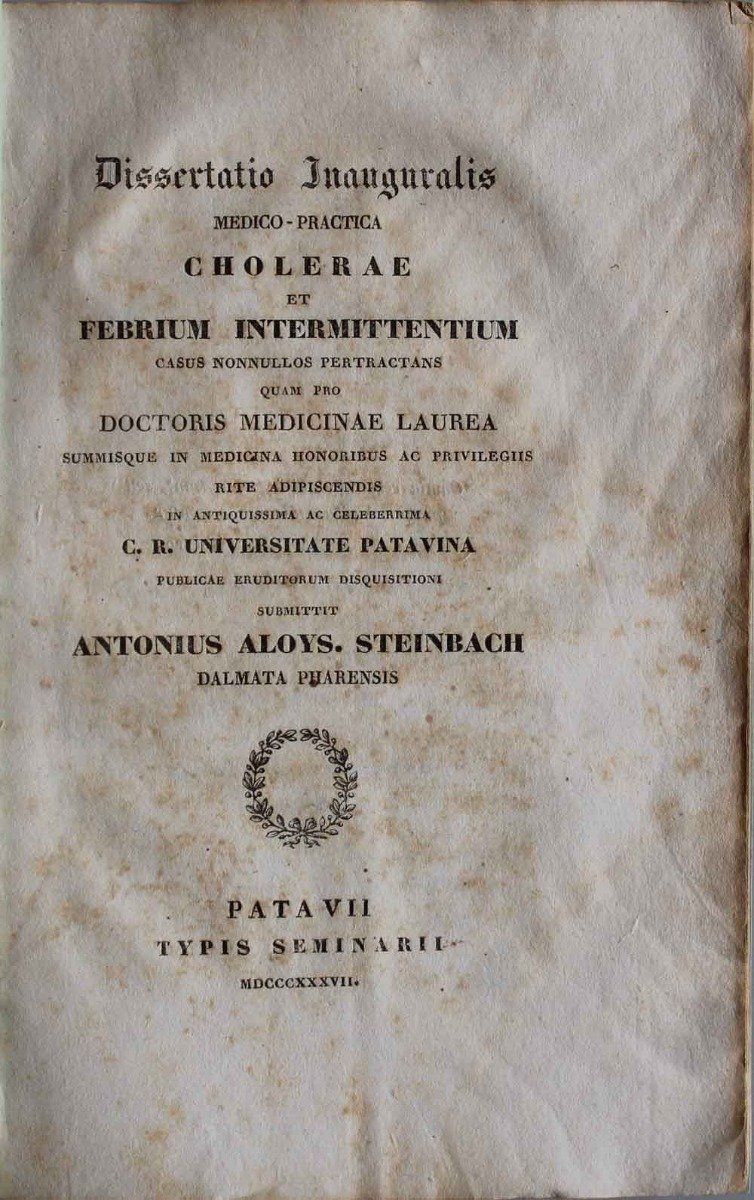 Dissertatio Inauguralis
MEDICO-PRACTICA
CHOLERAE
ET
FEBRIUM INTERMITTENTIUM
CASUS NONNULLOS PERTRACTANS
QUAM PRO
DOCTORIS MEDICINAE LAUREA
SUMMISQUE IN MEDICINA HONORIBUS AC PRIVILEGIIS
RITE ADIPISCENDIS
IN ANTIQUISSIMA AC CELEBERRIMA
C. R. UNIVERSITATE PATAVINA
PUBLICAE ERUDITORUM DISQUISITIONI
SUBMITTIT
ANTONIUS ALOYS. STEINBACH
DALMATA PHARENSIS
PATAVII
TYPIS SEMINARII
MDCCCXXXVII.